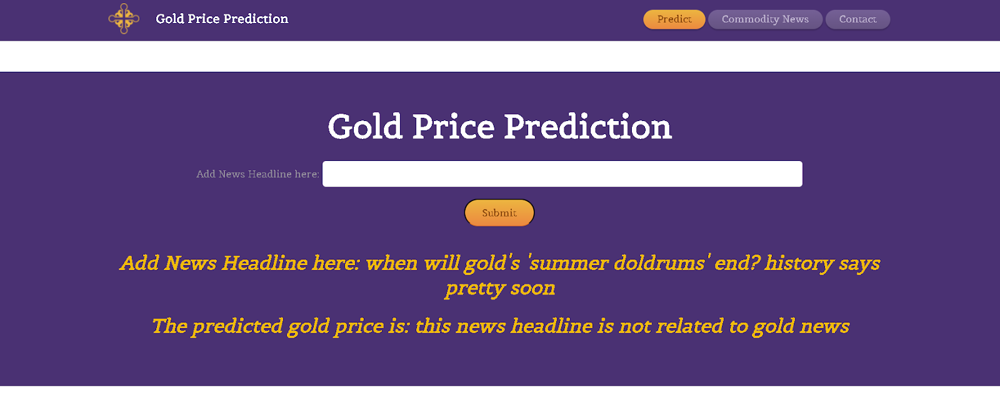 Gold Price Prediction
Predict
Commodity News
Contact
Gold Price Prediction
Add News Headline here:
Submit
Add News Headline here: when will gold's 'summer doldrums' end? history says
pretty soon
The predicted gold price is: this news headline is not related to gold news